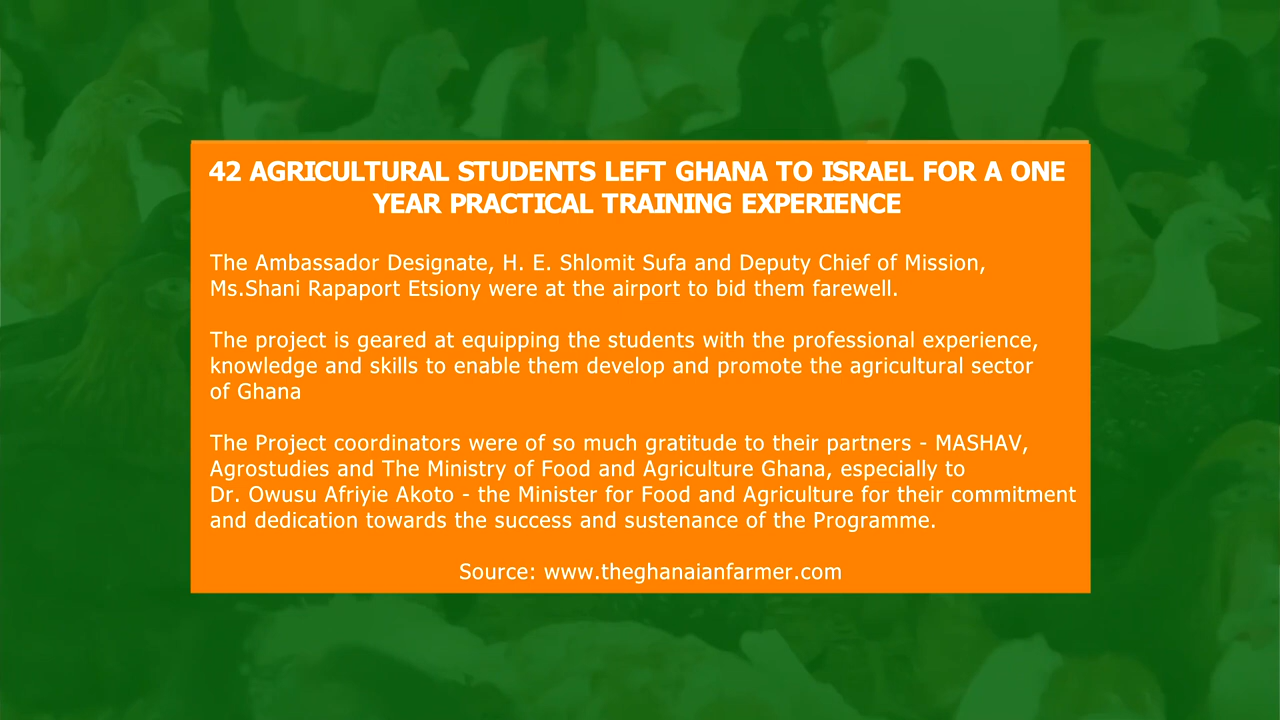 42 AGRICULTURAL STUDENTS LEFT GHANA TO ISRAEL FOR A ONE
YEAR PRACTICAL TRAINING EXPERIENCE
The Ambassador Designate, H. E. Shlomit Sufa and Deputy Chief of Mission,
Ms.Shani Rapaport Etsiony were at the airport to bid them farewell.
The project is geared at equipping the students with the professional experience,
knowledge and skills to enable them develop and promote the agricultural sector
of Ghana
The Project coordinators were of so much gratitude to their partners - MASHAV,
Agrostudies and The Ministry of Food and Agriculture Ghana, especially to
Dr. Owusu Afriyie Akoto - the Minister for Food and Agriculture for their commitment
and dedication towards the success and sustenance of the Programme.
Source: www.theghanaianfarmer.com